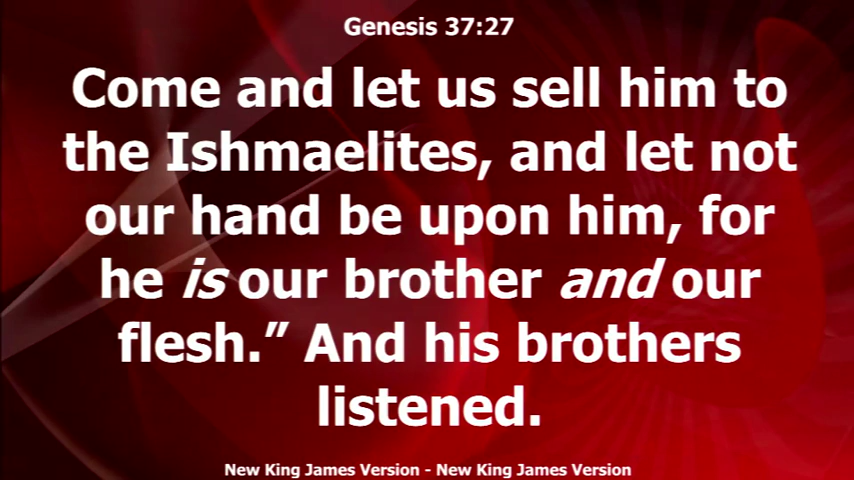 Genesis 37:27
Come and let us sell him to
the Ishmaelites, and let not
our hand be upon him, for
he is our brother and our
flesh.” And his brothers
listened.
New King James Version - New King James Version